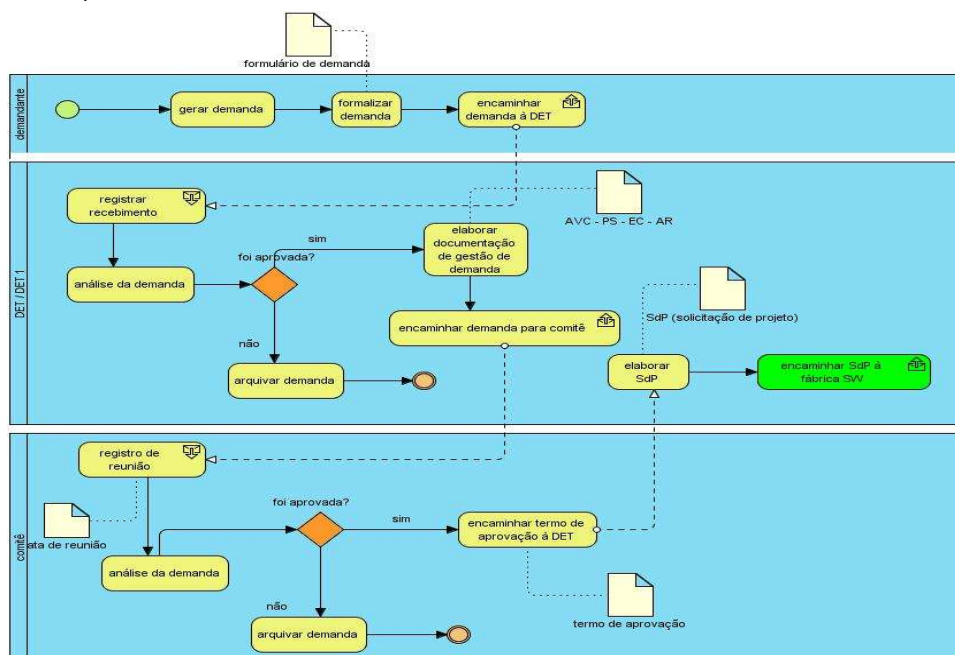 formulário de demanda
demandante
gerar demanda
formalizar
demanda
encaminhar
demanda à DET
DET / DET 1
registrar
recebimento
AVC - PS - EC - AR
sim
elaborar
documentação
de gestão de
demanda
foi aprovada?
análise da demanda
SdP (solicitação de projeto)
encaminhar demanda para comitê
não
arquivar demanda
elaborar
SdP
encaminhar SdP à
fábrica SW
comitê
registro de
reunião
foi aprovada?
sim
encaminhar termo de
aprovação à DET
ata de reunião
análise da demanda
não
arquivar demanda
termo de aprovação